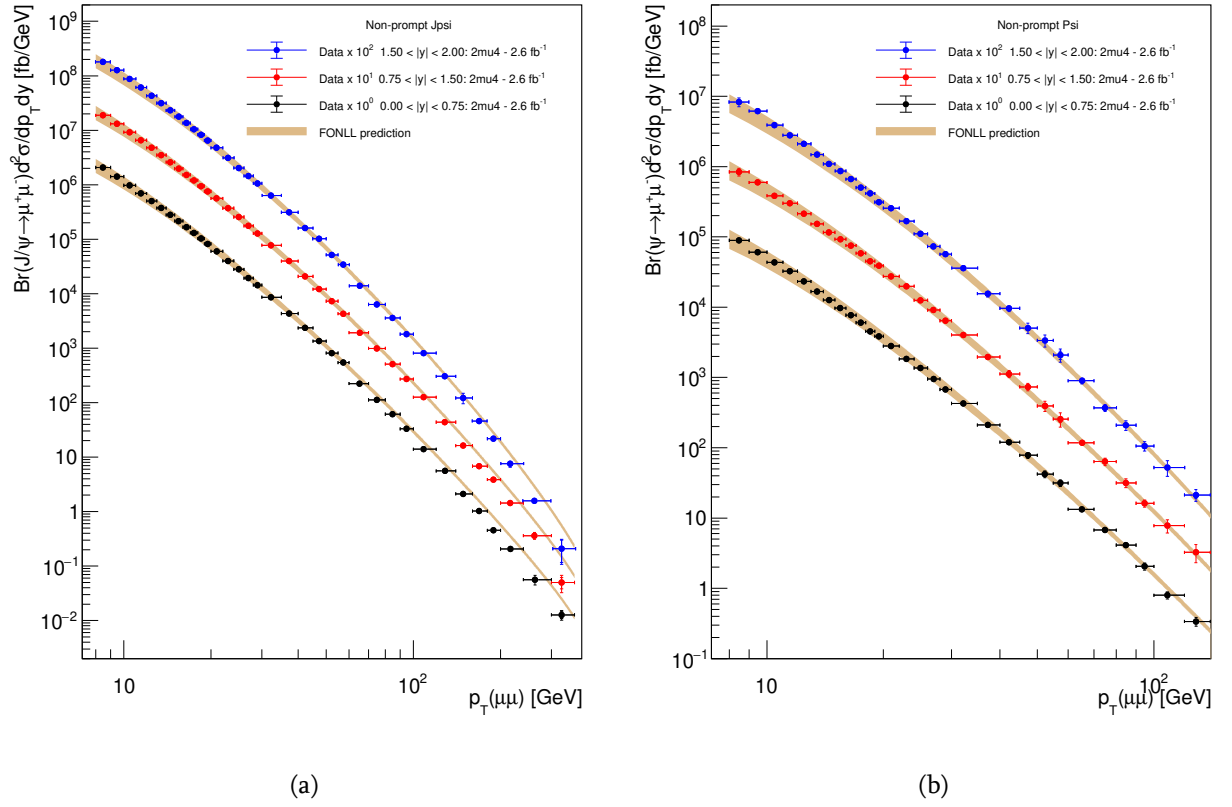 Non-prompt Jpsi
Data x 10² 1.50 < |y| < 2.00: 2mu4 - 2.6 fb⁻¹
Data x 10¹ 0.75 < |y| < 1.50: 2mu4 - 2.6 fb⁻¹
Data x 10⁰ 0.00 < |y| < 0.75: 2mu4 - 2.6 fb⁻¹
FONLL prediction
Br(J/ψ→μ⁺μ⁻)d²σ/dp_T dy [fb/GeV]
10⁹
10⁸
10⁷
10⁶
10⁵
10⁴
10³
10²
10
1
10⁻¹
10⁻²
10
10²
p_T(μμ) [GeV]
(a)
Non-prompt Psi
Data x 10² 1.50 < |y| < 2.00: 2mu4 - 2.6 fb⁻¹
Data x 10¹ 0.75 < |y| < 1.50: 2mu4 - 2.6 fb⁻¹
Data x 10⁰ 0.00 < |y| < 0.75: 2mu4 - 2.6 fb⁻¹
FONLL prediction
Br(ψ→μ⁺μ⁻)d²σ/dp_T dy [fb/GeV]
10⁸
10⁷
10⁶
10⁵
10⁴
10³
10²
10
1
10⁻¹
10
10²
p_T(μμ) [GeV]
(b)